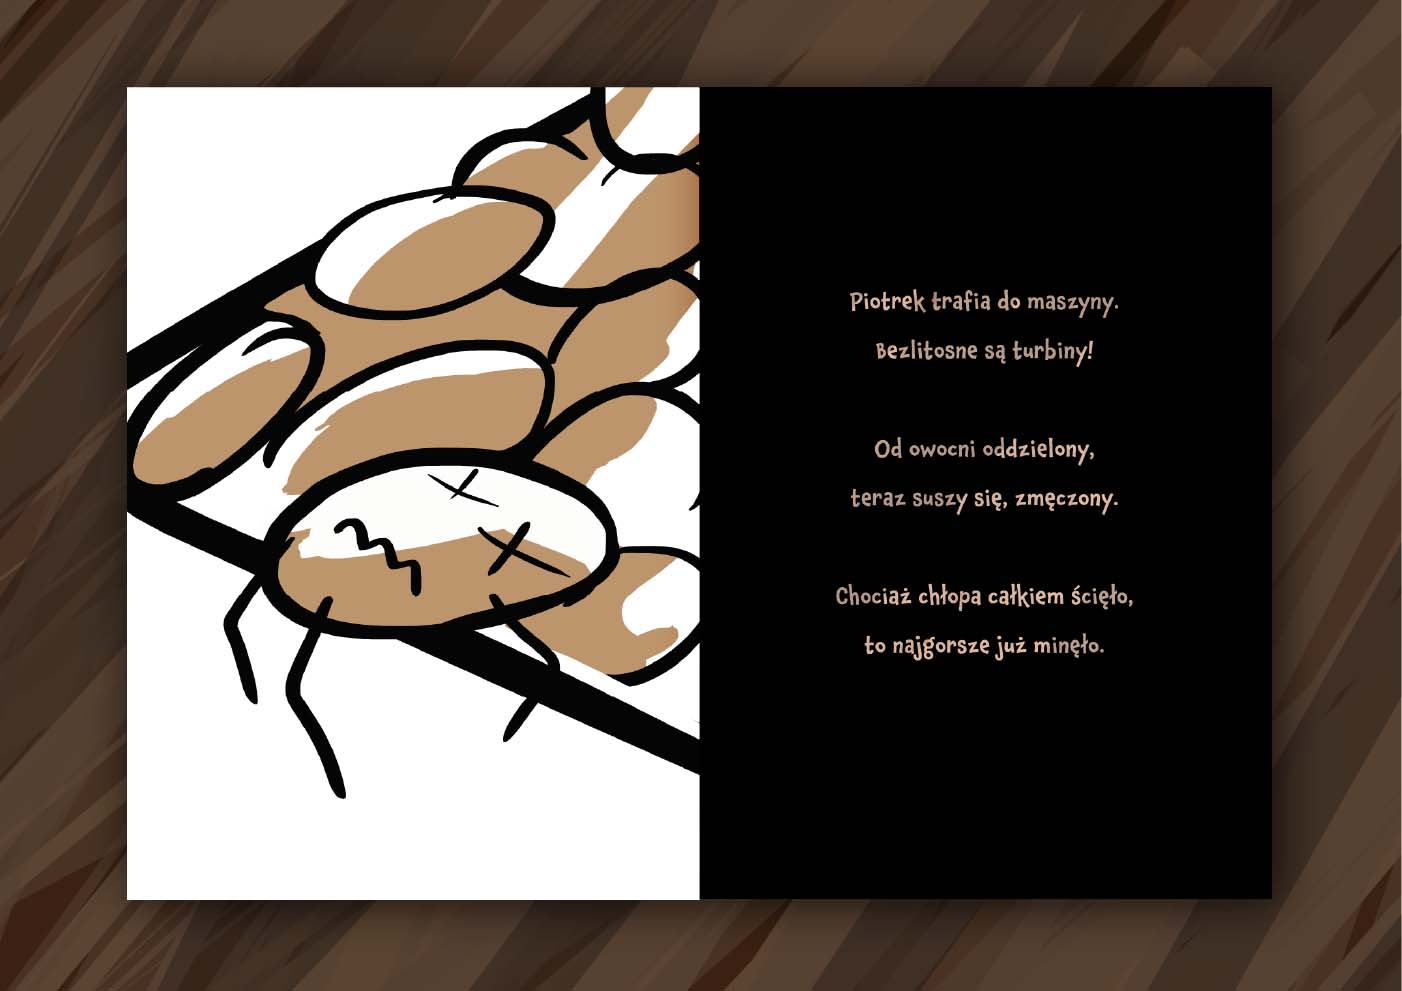 Piotrek trafia do maszyny.
Bezlitosne są turbiny!
Od owocni oddzielony,
teraz suszy się, zmęczony.
Chociaż chłopa całkiem ścięło,
to najgorsze już minęło.